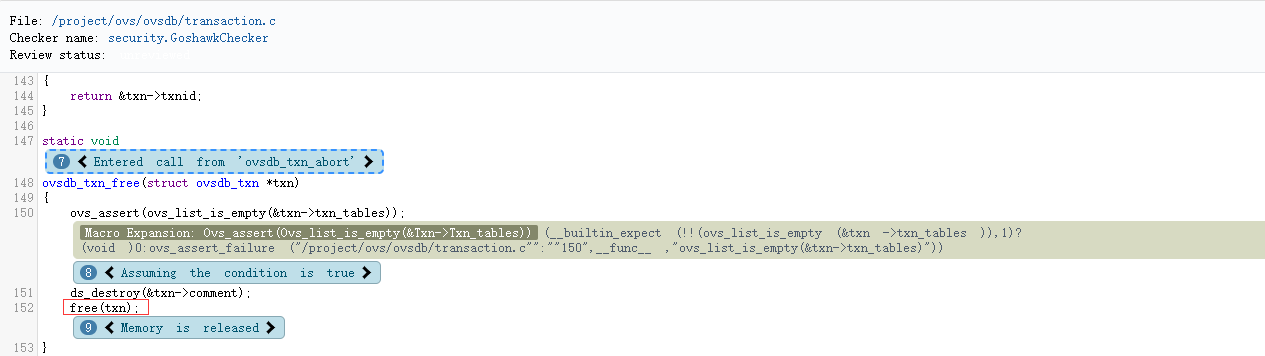 File: /project/ovs/ovsdb/transaction.c
Checker name: security.GoshawkChecker
Review status:
143 {
144 return &txn->txnid;
145 }
146
147 static void
7 Entered call from 'ovsdb_txn_abort'
148 ovsdb_txn_free(struct ovsdb_txn *txn)
149 {
150 ovs_assert(ovs_list_is_empty(&txn->txn_tables));
Macro Expansion: Ovs_assert(Ovs_list_is_empty(&Txn->Txn_tables)) (__builtin_expect (!!(ovs_list_is_empty (&txn ->txn_tables )),1)?
(void )0:ovs_assert_failure ("/project/ovs/ovsdb/transaction.c"":""150",__func__ ,"ovs_list_is_empty(&txn->txn_tables)"))
8 Assuming the condition is true
151 ds_destroy(&txn->comment);
152 free(txn);
9 Memory is released
153 }